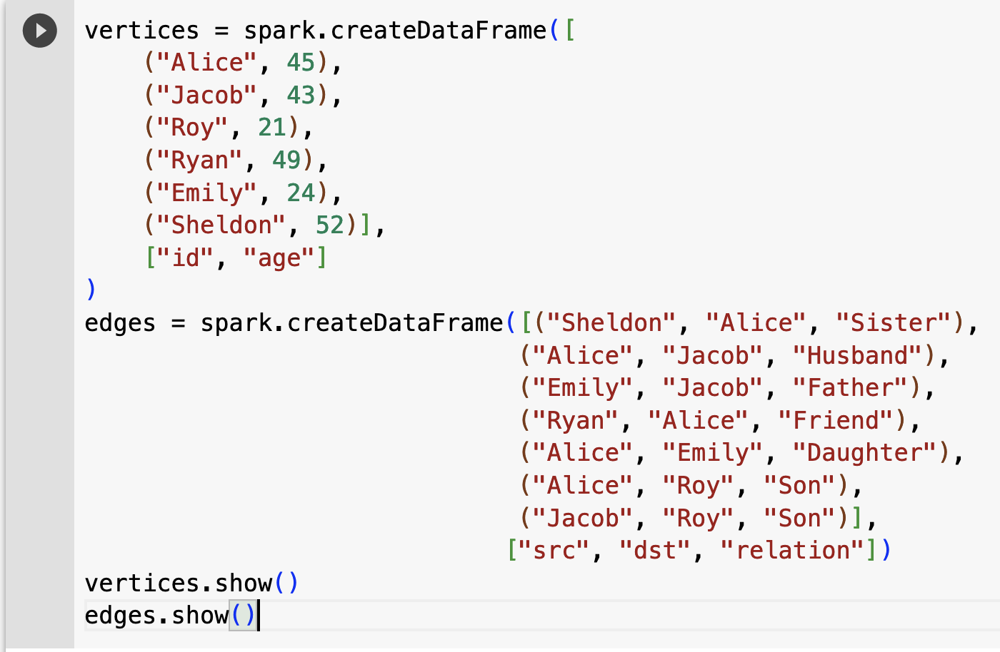 vertices = spark.createDataFrame([
    ("Alice", 45),
    ("Jacob", 43),
    ("Roy", 21),
    ("Ryan", 49),
    ("Emily", 24),
    ("Sheldon", 52)],
    ["id", "age"]
)
edges = spark.createDataFrame([("Sheldon", "Alice", "Sister"),
                              ("Alice", "Jacob", "Husband"),
                              ("Emily", "Jacob", "Father"),
                              ("Ryan", "Alice", "Friend"),
                              ("Alice", "Emily", "Daughter"),
                              ("Alice", "Roy", "Son"),
                              ("Jacob", "Roy", "Son")],
                             ["src", "dst", "relation"])
vertices.show()
edges.show()